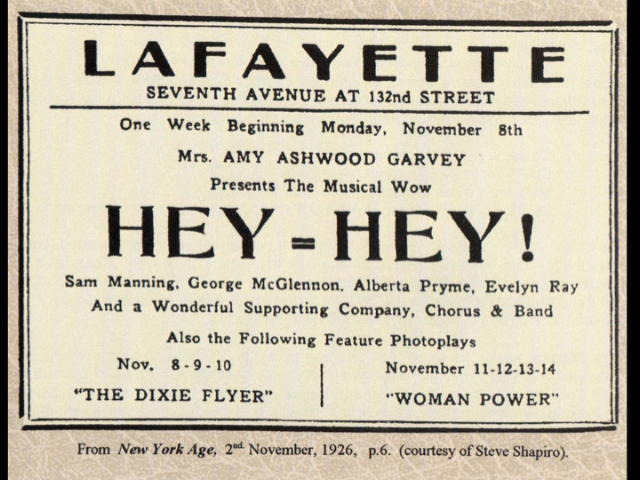 LAFAYETTE
SEVENTH AVENUE AT 132nd STREET
One Week Beginning Monday, November 8th
Mrs. AMY ASHWOOD GARVEY
Presents The Musical Wow
HEY=HEY!
Sam Manning, George McGlennon. Alberta Pryme, Evelyn Ray
And a Wonderful Supporting Company, Chorus & Band
Also the Following Feature Photoplays
Nov. 8-9-10
"THE DIXIE FLYER"
November 11-12-13-14
"WOMAN POWER"
From New York Age, 2nd November, 1926, p.6. (courtesy of Steve Shapiro).